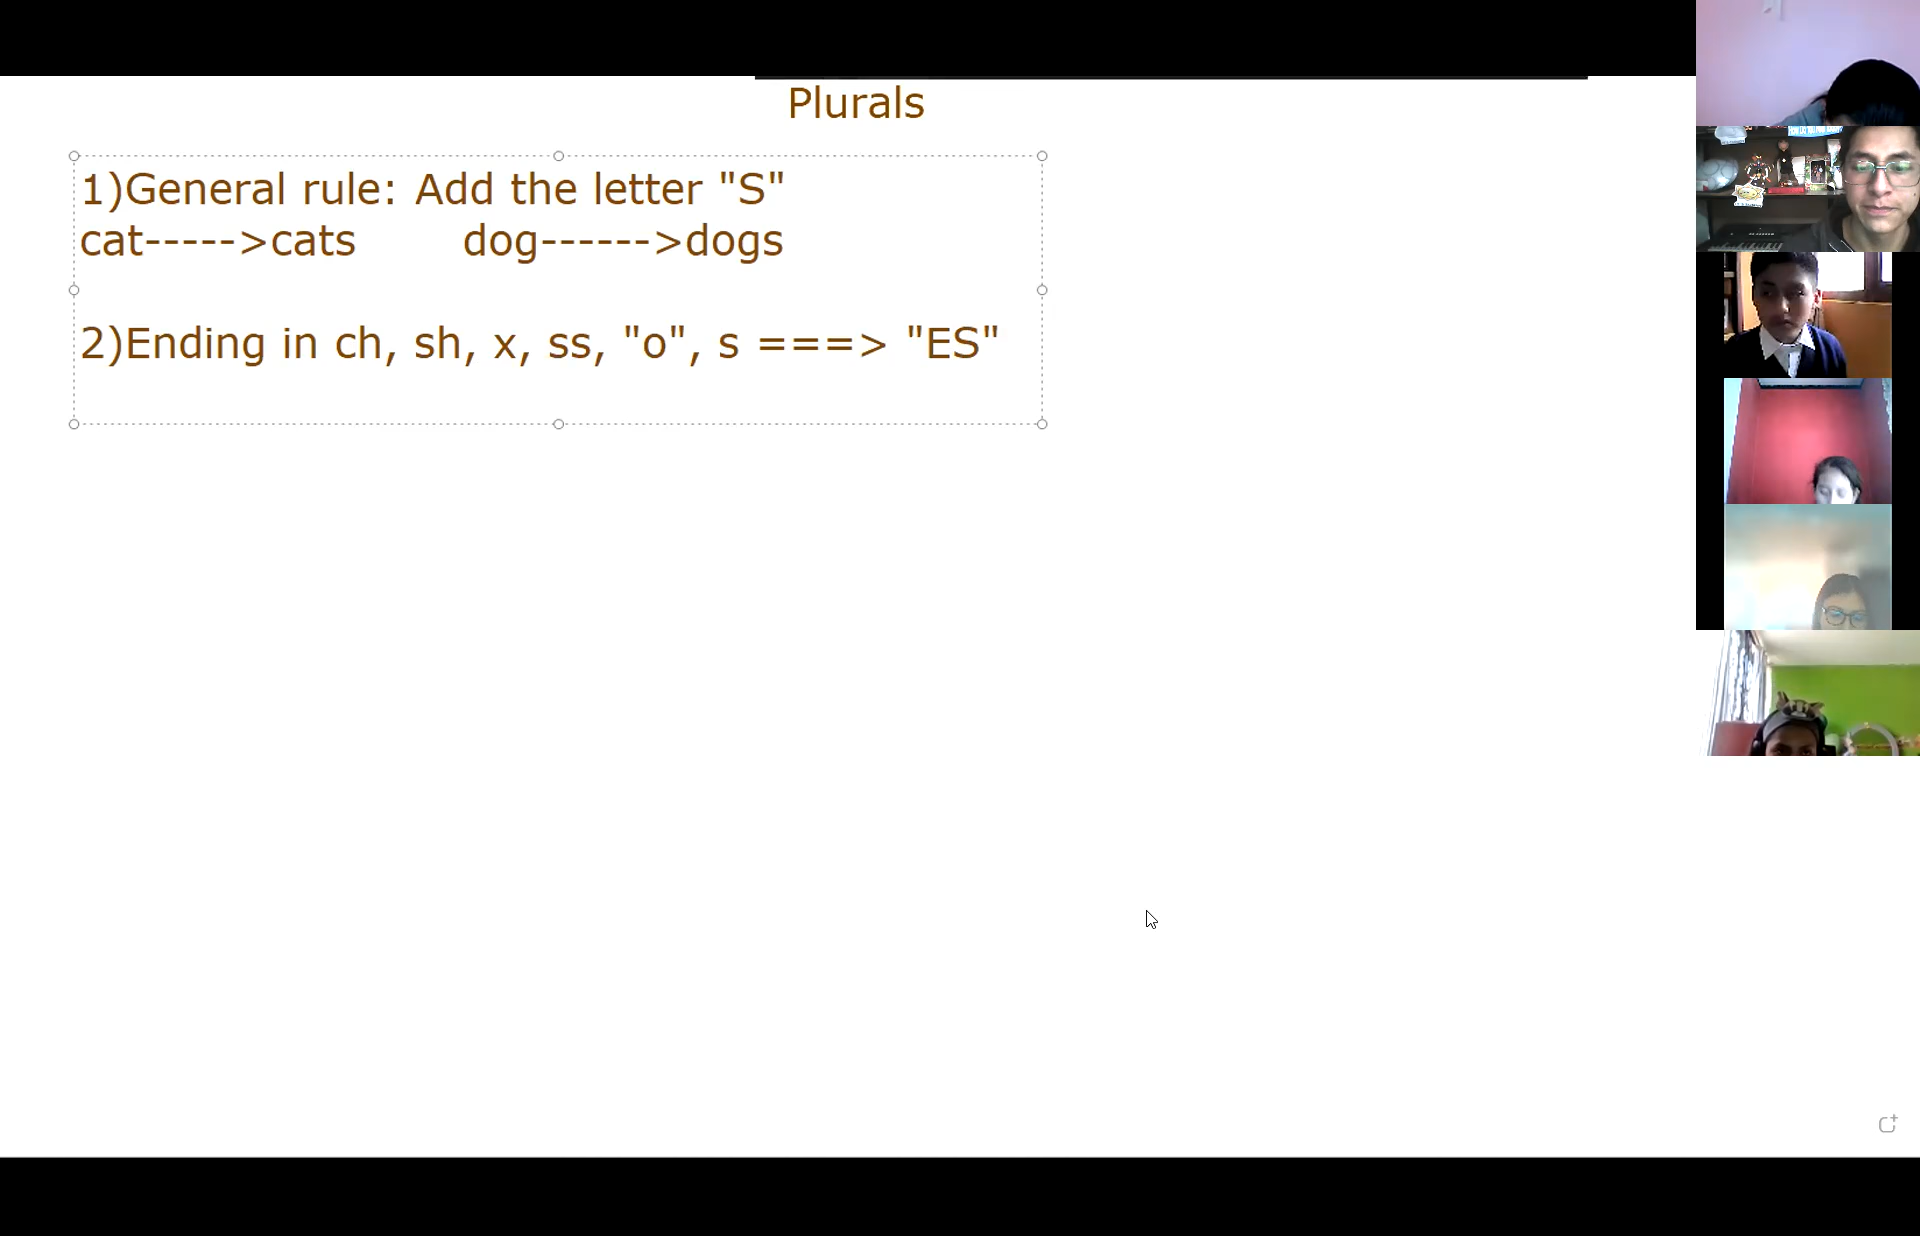 Plurals
1)General rule: Add the letter "S"
cat----->cats dog------>dogs
2)Ending in ch, sh, x, ss, "o", s ===> "ES"